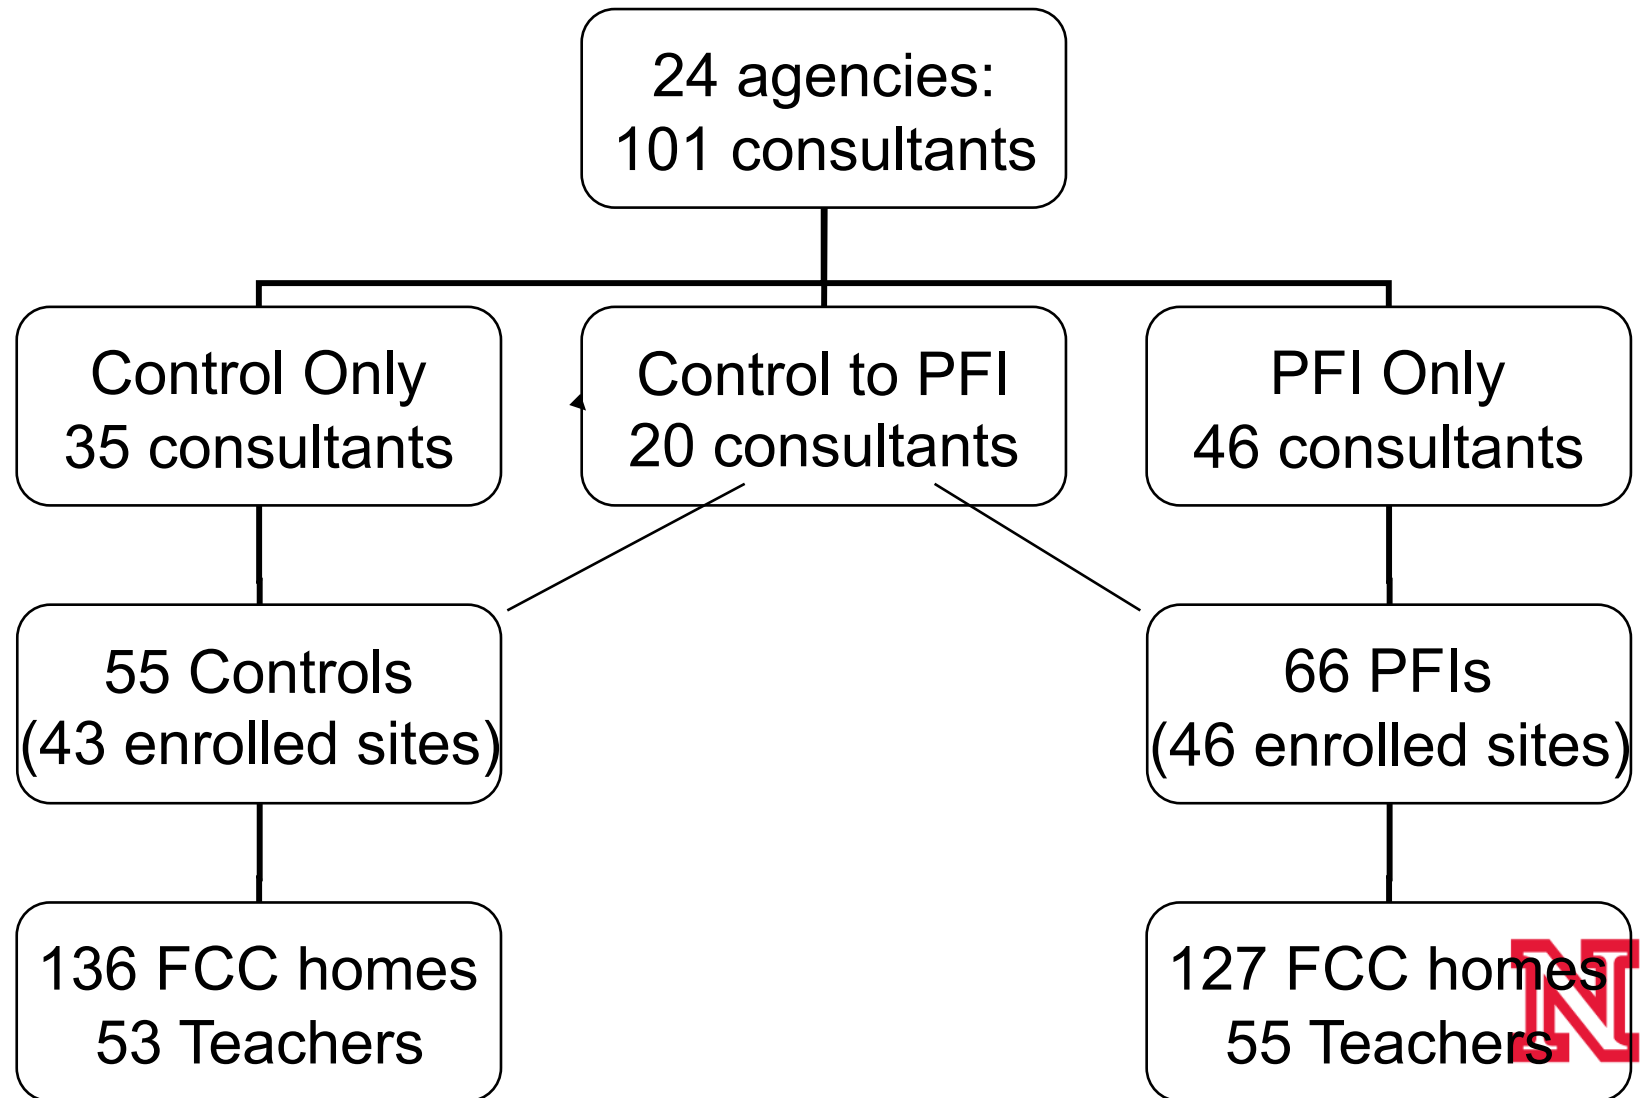 24 agencies:
101 consultants
Control Only
35 consultants
Control to PFI
20 consultants
PFI Only
46 consultants
55 Controls
(43 enrolled sites)
66 PFIs
(46 enrolled sites)
136 FCC homes
53 Teachers
127 FCC homes
55 Teachers
N